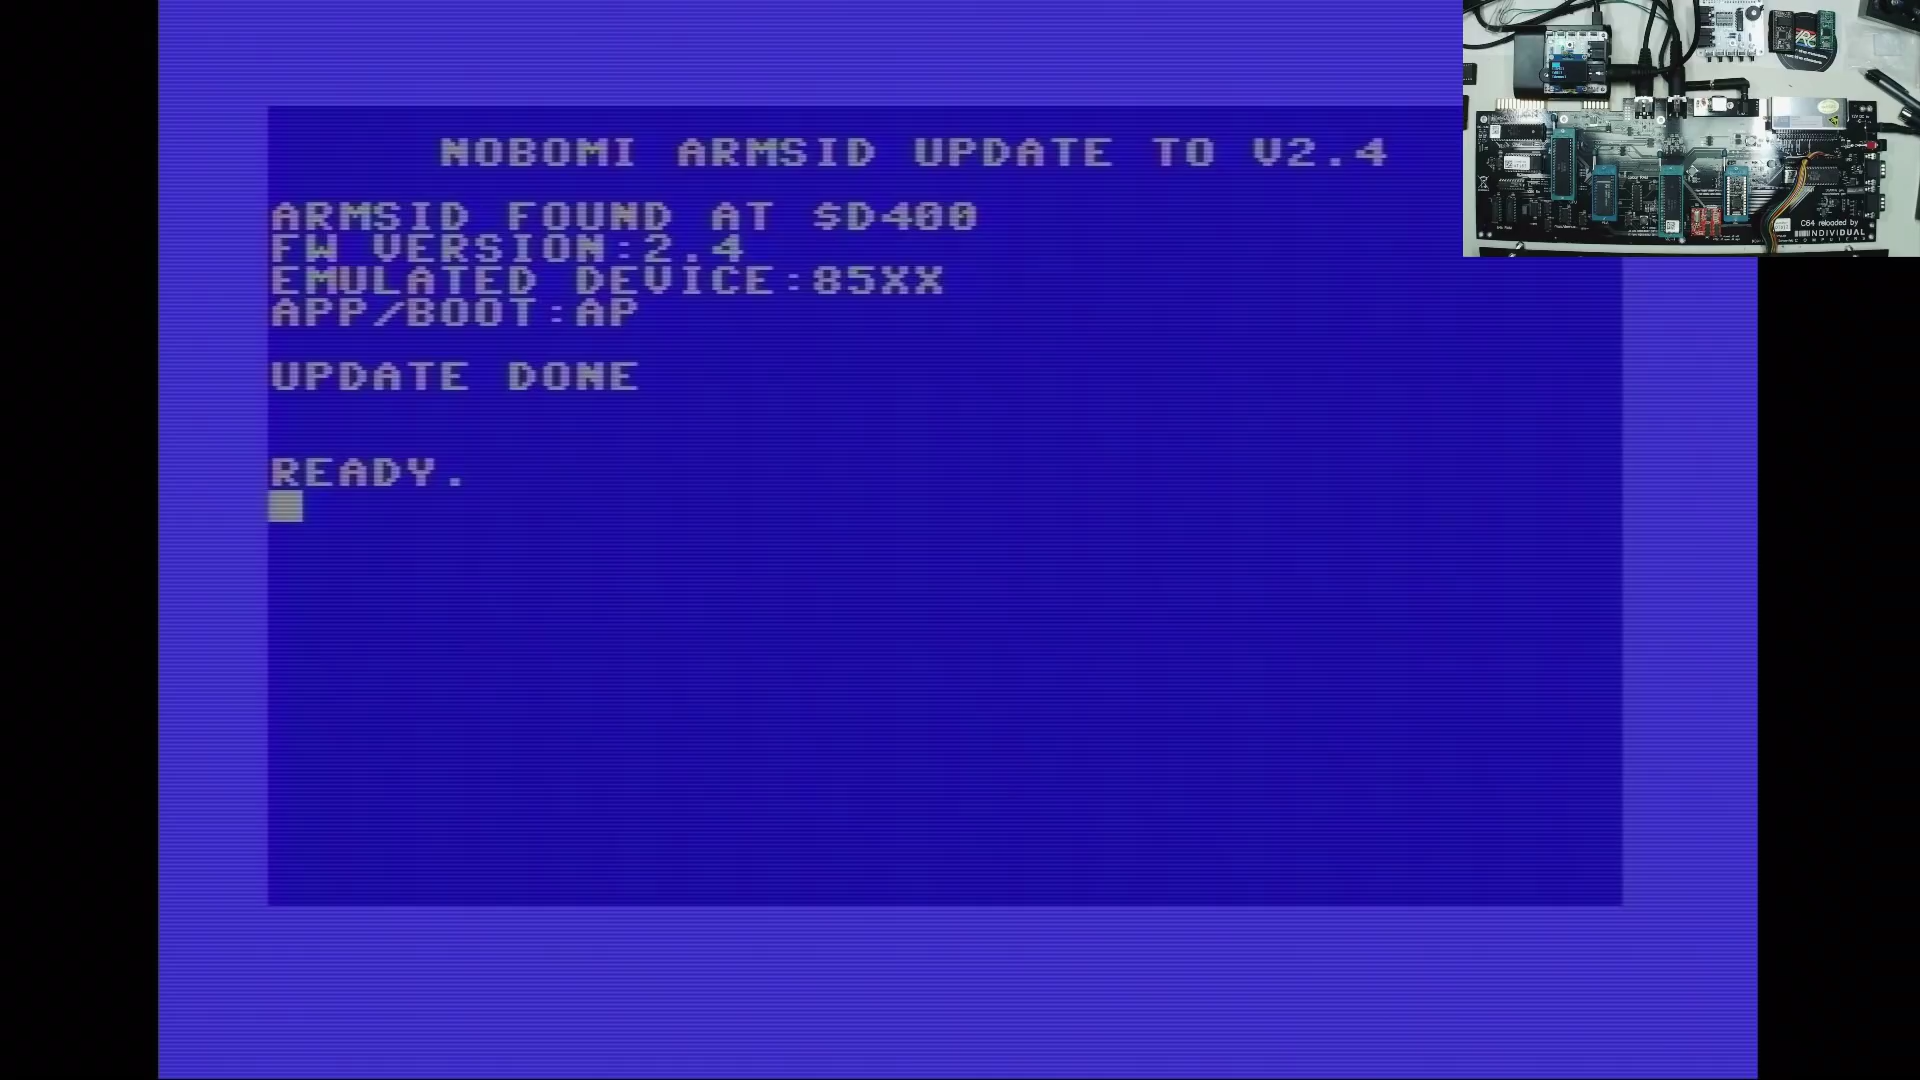 NOBOMI ARMSID UPDATE TO V2.4
ARMSID FOUND AT $D400
FW VERSION:2.4
EMULATED DEVICE:85XX
APP/BOOT:AP
UPDATE DONE
READY.
C64 reloaded by
INDIVIDUAL
COMPUTERS